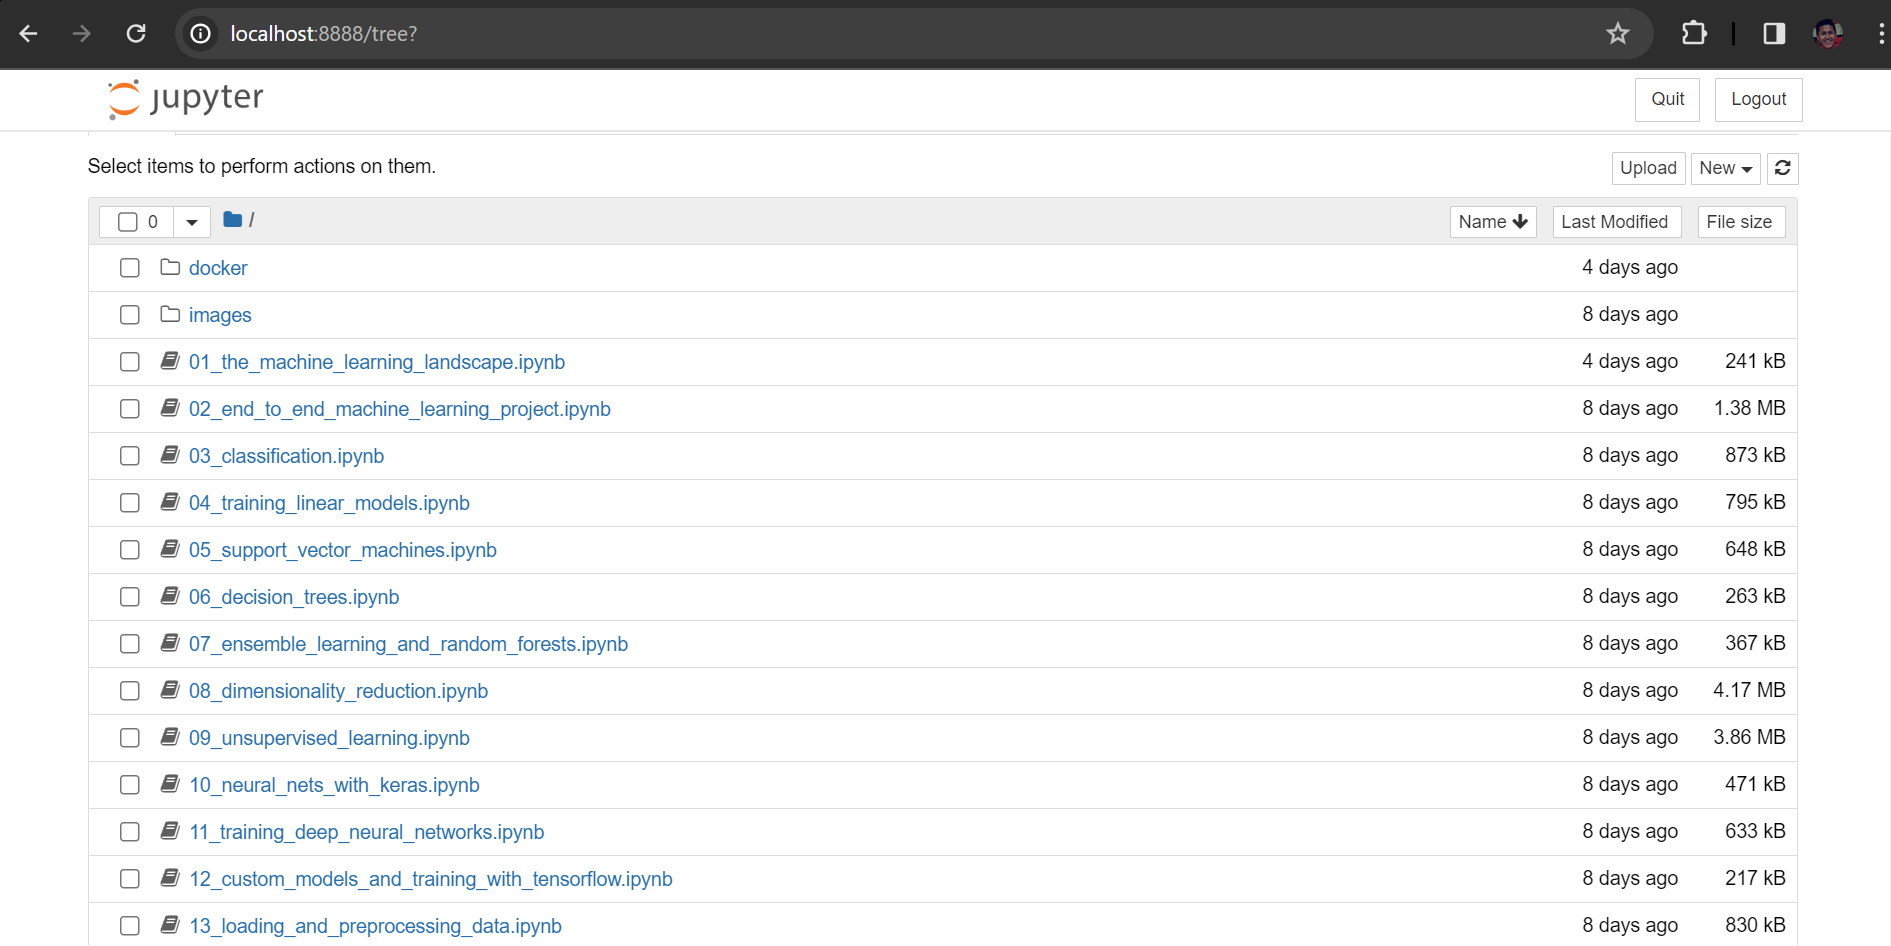 localhost:8888/tree?
jupyter
Quit Logout
Select items to perform actions on them.
Upload New
0 / Name Last Modified File size
docker 4 days ago
images 8 days ago
01_the_machine_learning_landscape.ipynb 4 days ago 241 kB
02_end_to_end_machine_learning_project.ipynb 8 days ago 1.38 MB
03_classification.ipynb 8 days ago 873 kB
04_training_linear_models.ipynb 8 days ago 795 kB
05_support_vector_machines.ipynb 8 days ago 648 kB
06_decision_trees.ipynb 8 days ago 263 kB
07_ensemble_learning_and_random_forests.ipynb 8 days ago 367 kB
08_dimensionality_reduction.ipynb 8 days ago 4.17 MB
09_unsupervised_learning.ipynb 8 days ago 3.86 MB
10_neural_nets_with_keras.ipynb 8 days ago 471 kB
11_training_deep_neural_networks.ipynb 8 days ago 633 kB
12_custom_models_and_training_with_tensorflow.ipynb 8 days ago 217 kB
13_loading_and_preprocessing_data.ipynb 8 days ago 830 kB